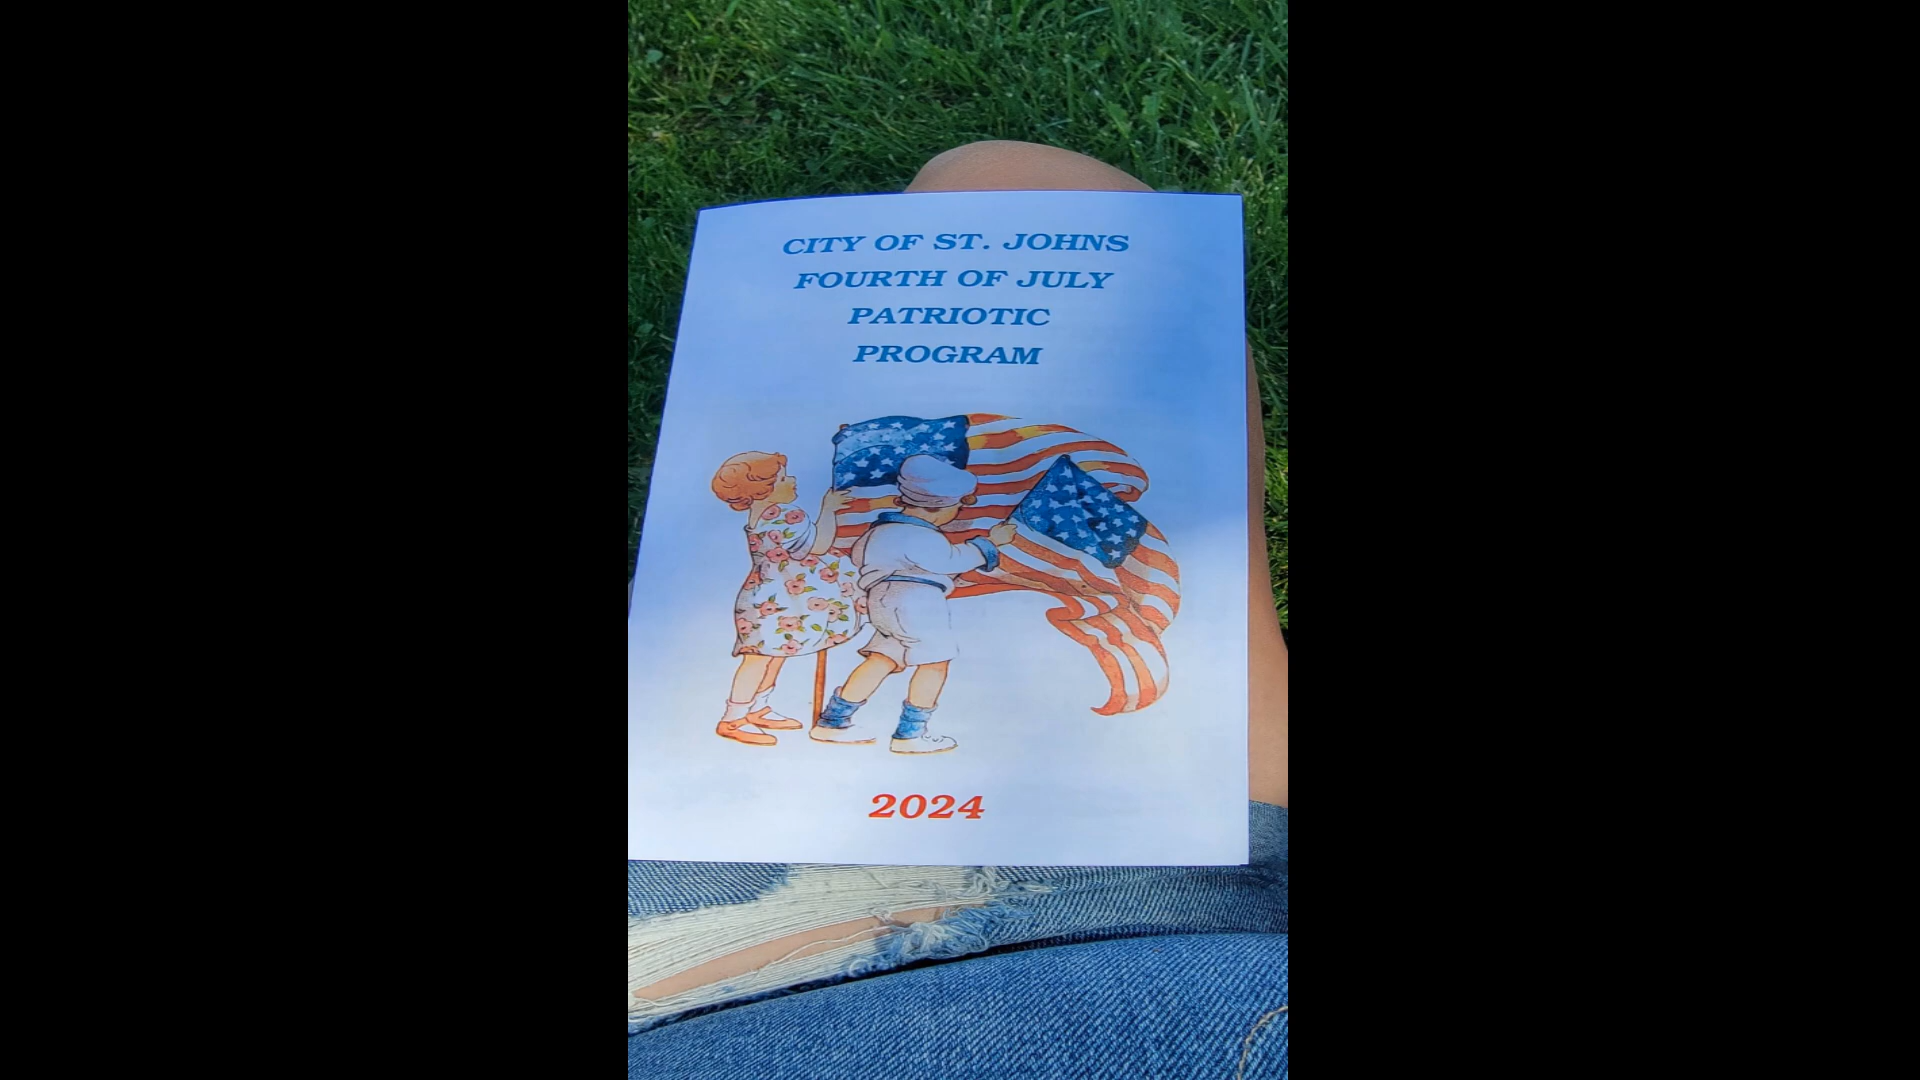 CITY OF ST. JOHNS
FOURTH OF JULY
PATRIOTIC
PROGRAM
2024